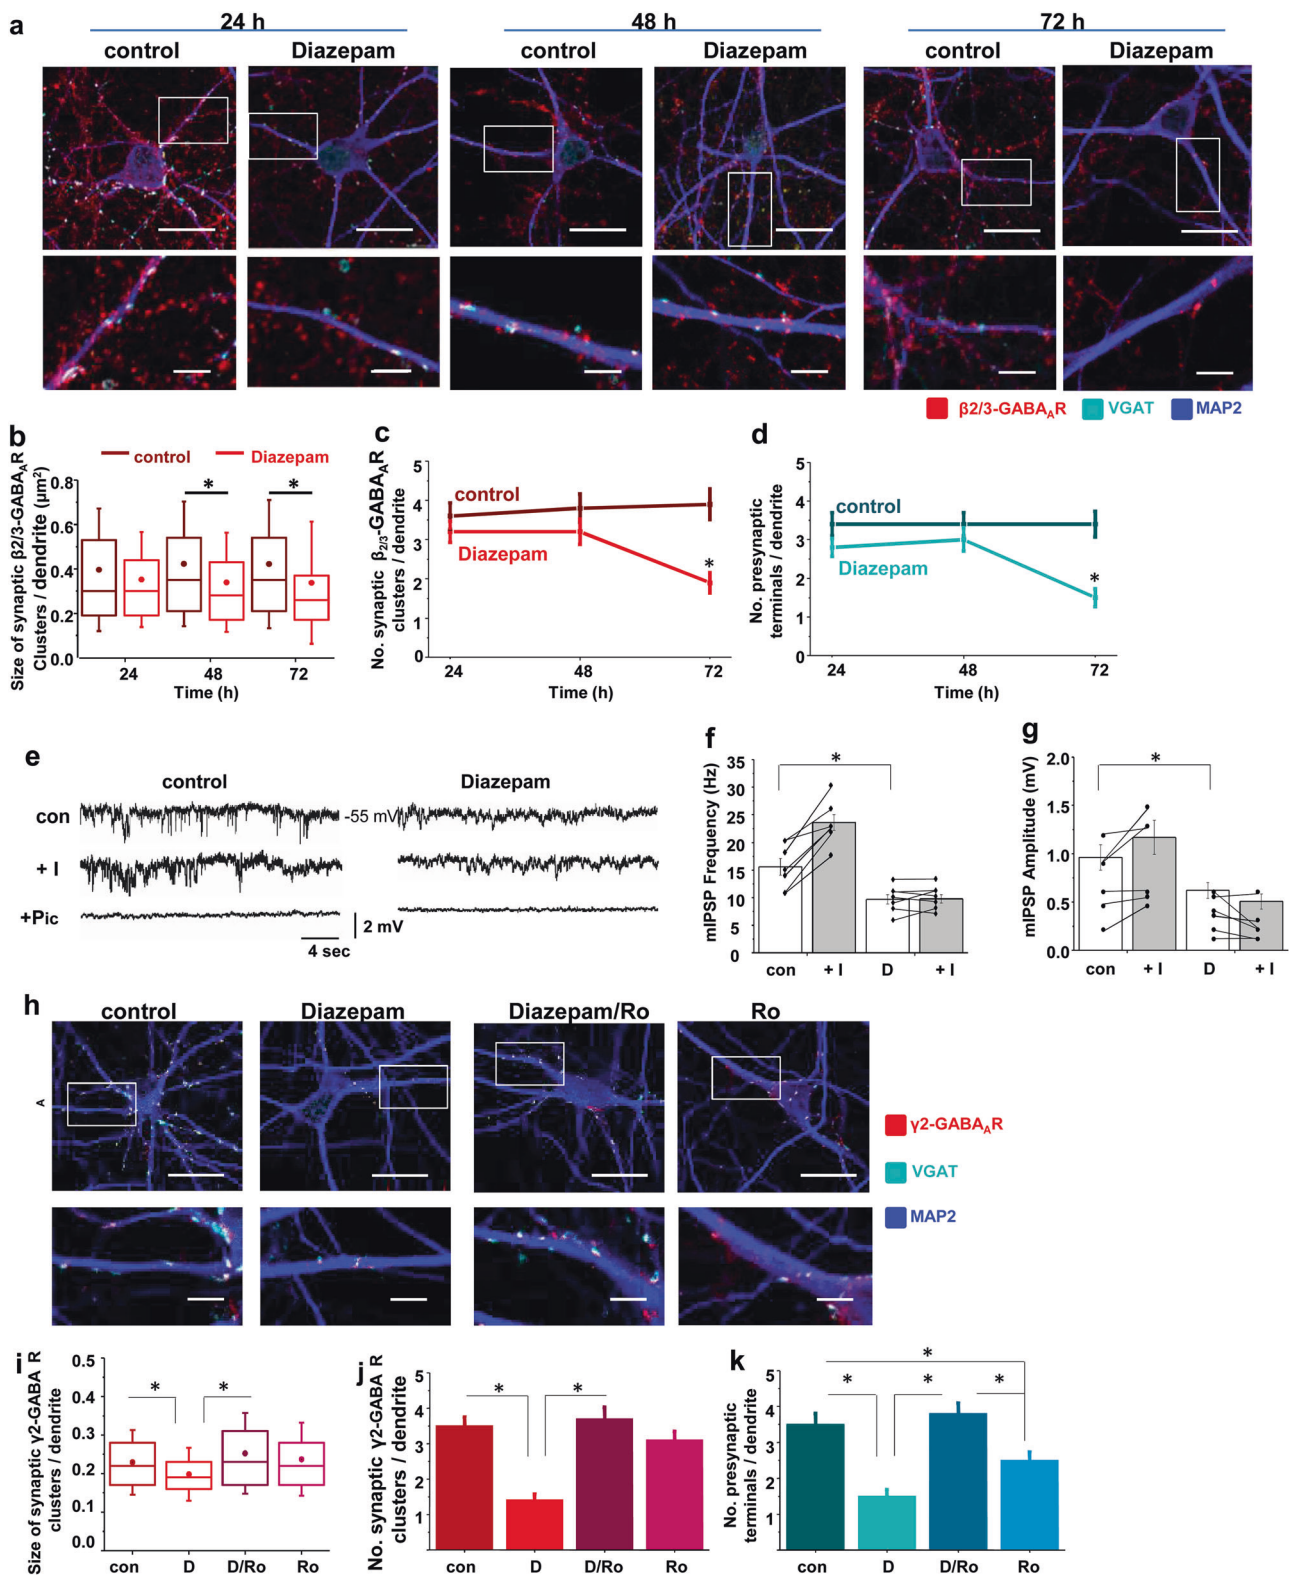 a
24 h 48 h 72 h
control Diazepam control Diazepam control Diazepam
β2/3-GABAAR VGAT MAP2
b
control Diazepam
Size of synaptic β2/3-GABAAR
Clusters / dendrite (μm²)
0.8
0.6
0.4
0.2
0.0
* *
24 48 72
Time (h)
c
No. synaptic β2/3-GABAAR
clusters / dendrite
5
4
3
2
1
0
control
Diazepam
*
24 48 72
Time (h)
d
No. presynaptic
terminals / dendrite
5
4
3
2
1
0
control
Diazepam
*
24 48 72
Time (h)
e
control Diazepam
con -55 mV
+ I
+Pic
2 mV
4 sec
f
mIPSP Frequency (Hz)
35
30
25
20
15
10
5
0
*
con + I D + I
g
mIPSP Amplitude (mV)
2.0
1.5
1.0
0.5
0.0
*
con + I D + I
h
control Diazepam Diazepam/Ro Ro
A
γ2-GABAAR
VGAT
MAP2
i
Size of synaptic γ2-GABA R
clusters / dendrite
0.5
0.4
0.3
0.2
0.1
0.0
* *
con D D/Ro Ro
j
No. synaptic γ2-GABA R
clusters / dendrite
5
4
3
2
1
* *
con D D/Ro Ro
k
No. presynaptic
terminals / dendrite
5
4
3
2
1
*
* * *
con D D/Ro Ro